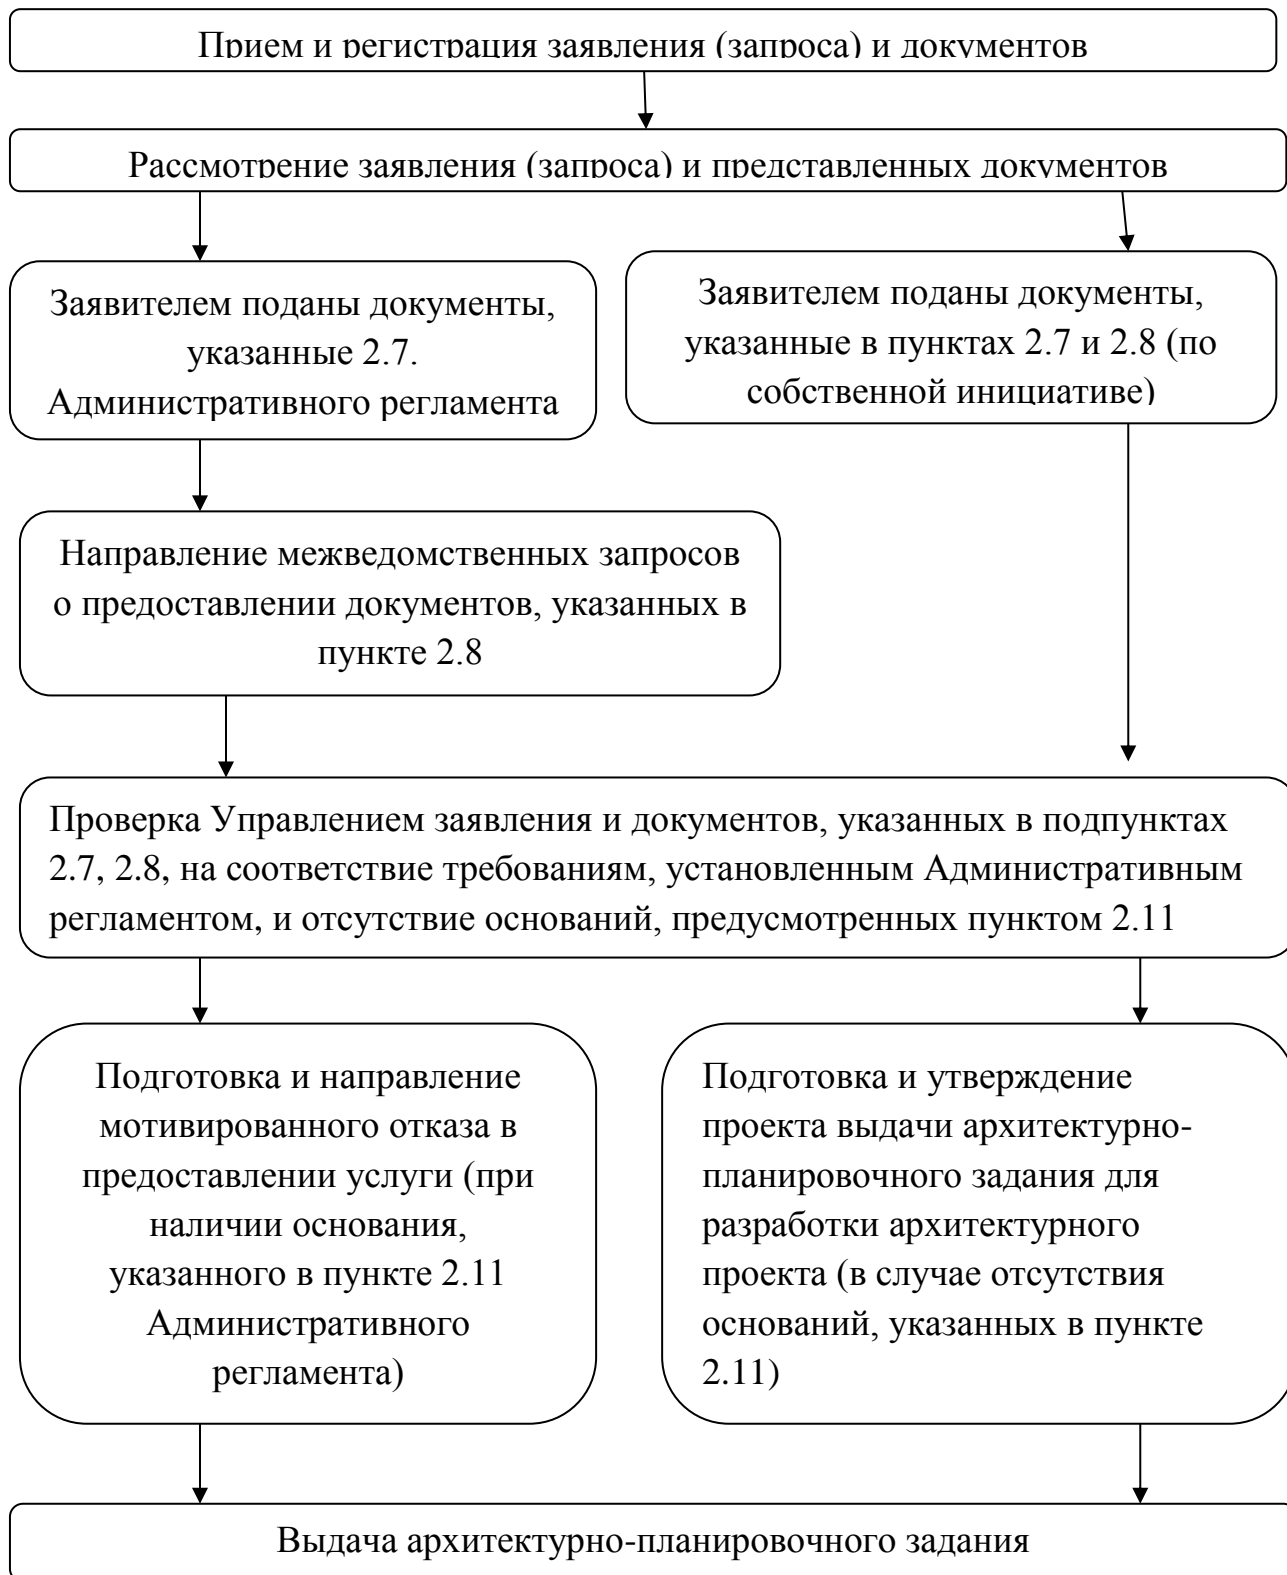 Прием и регистрация заявления (запроса) и документов
Рассмотрение заявления (запроса) и представленных документов
Заявителем поданы документы,
указанные 2.7.
Административного регламента
Заявителем поданы документы,
указанные в пунктах 2.7 и 2.8 (по
собственной инициативе)
Направление межведомственных запросов
о предоставлении документов, указанных в
пункте 2.8
Проверка Управлением заявления и документов, указанных в подпунктах
2.7, 2.8, на соответствие требованиям, установленным Административным
регламентом, и отсутствие оснований, предусмотренных пунктом 2.11
Подготовка и направление
мотивированного отказа в
предоставлении услуги (при
наличии основания,
указанного в пункте 2.11
Административного
регламента)
Подготовка и утверждение
проекта выдачи архитектурно-
планировочного задания для
разработки архитектурного
проекта (в случае отсутствия
оснований, указанных в пункте
2.11)
Выдача архитектурно-планировочного задания